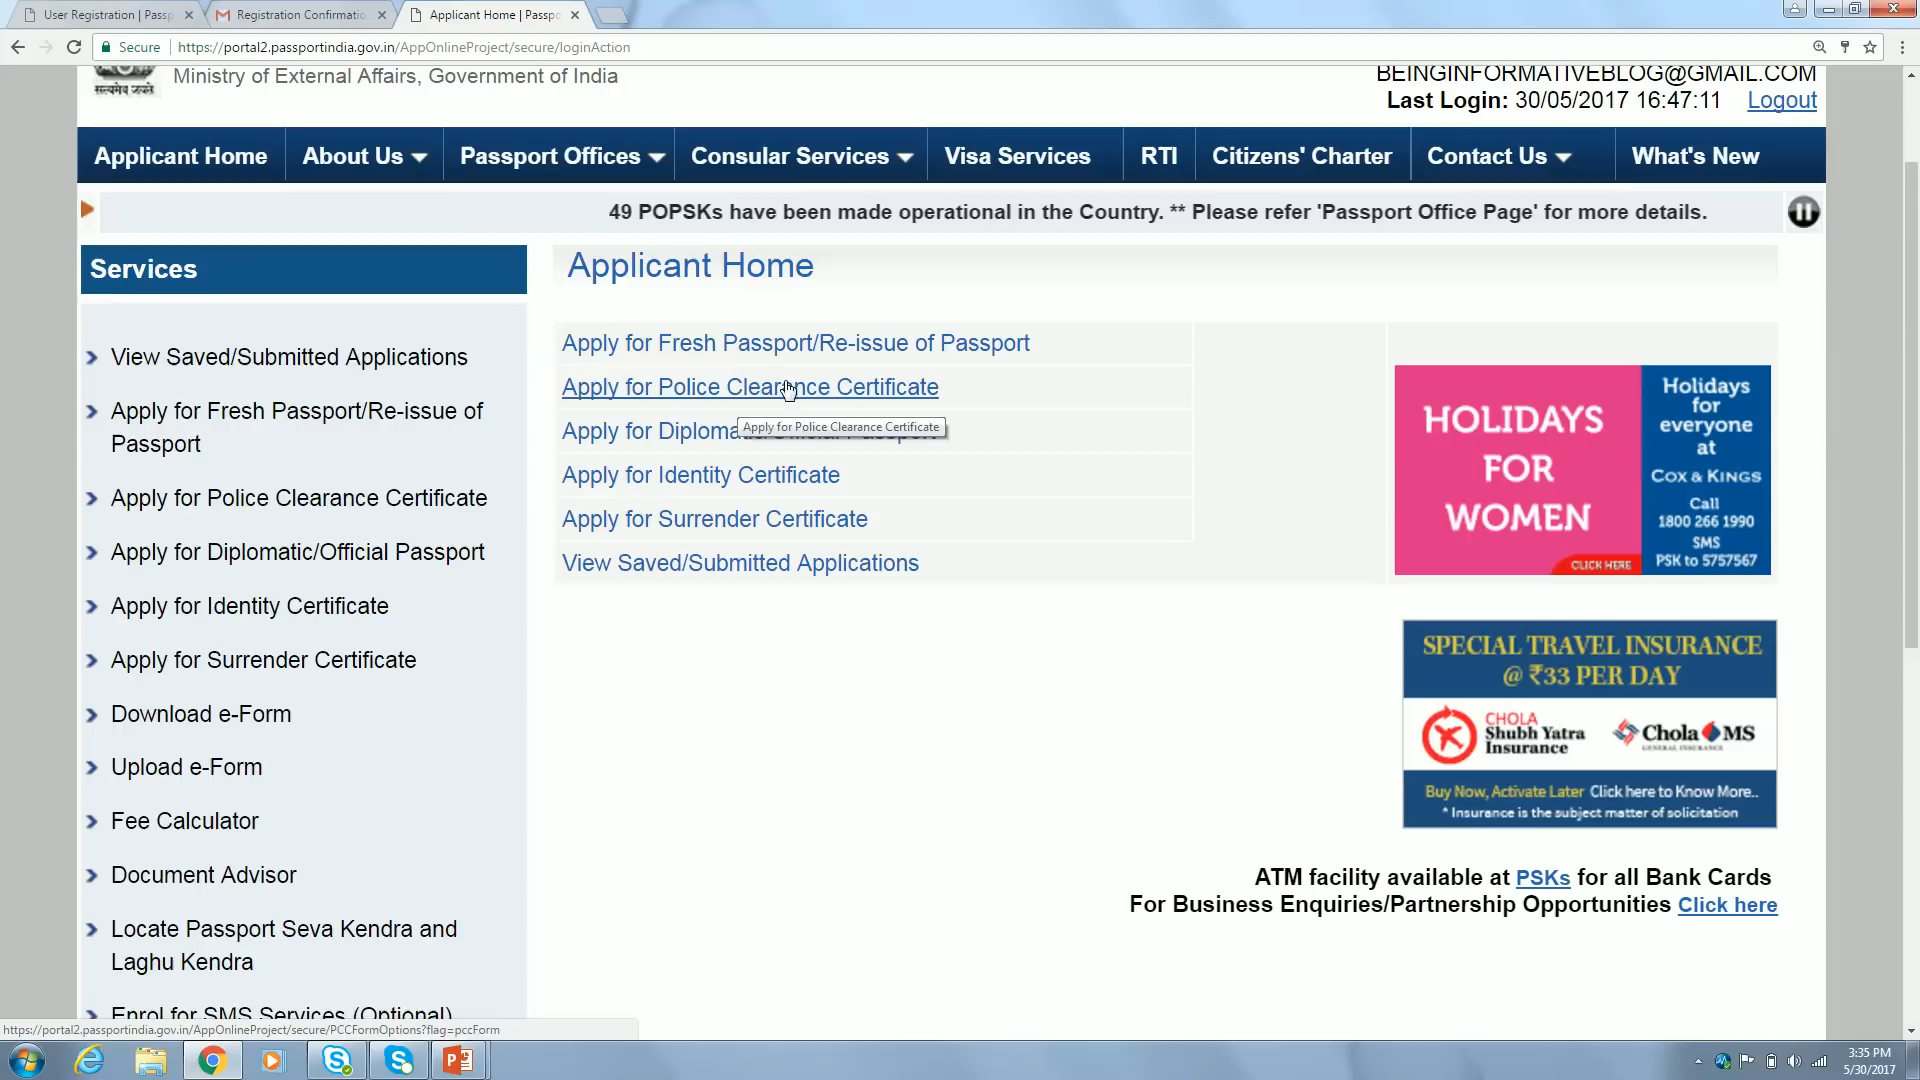 User Registration | Passp
Registration Confirmatio
Applicant Home | Passpo
Secure
https://portal2.passportindia.gov.in/AppOnlineProject/secure/loginAction
सत्यमेव जयते
Ministry of External Affairs, Government of India
BEINGINFORMATIVEBLOG@GMAIL.COM
Last Login: 30/05/2017 16:47:11 Logout
Applicant Home About Us Passport Offices Consular Services Visa Services RTI Citizens' Charter Contact Us What's New
49 POPSKs have been made operational in the Country. ** Please refer 'Passport Office Page' for more details.
Services
View Saved/Submitted Applications
Apply for Fresh Passport/Re-issue of
Passport
Apply for Police Clearance Certificate
Apply for Diplomatic/Official Passport
Apply for Identity Certificate
Apply for Surrender Certificate
Download e-Form
Upload e-Form
Fee Calculator
Document Advisor
Locate Passport Seva Kendra and
Laghu Kendra
Enrol for SMS Services (Optional)
Applicant Home
Apply for Fresh Passport/Re-issue of Passport
Apply for Police Clearance Certificate
Apply for Police Clearance Certificate
Apply for Diplomatic/Official Passport
Apply for Identity Certificate
Apply for Surrender Certificate
View Saved/Submitted Applications
HOLIDAYS
FOR
WOMEN
CLICK HERE
Holidays
for
everyone
at
COX & KINGS
Call
1800 266 1990
SMS
PSK to 5757567
SPECIAL TRAVEL INSURANCE
@ ₹33 PER DAY
CHOLA
Shubh Yatra
Insurance
Chola MS
GENERAL INSURANCE
Buy Now, Activate Later Click here to Know More..
* Insurance is the subject matter of solicitation
ATM facility available at PSKs for all Bank Cards
For Business Enquiries/Partnership Opportunities Click here
https://portal2.passportindia.gov.in/AppOnlineProject/secure/PCCFormOptions?flag=pccForm
3:35 PM
5/30/2017